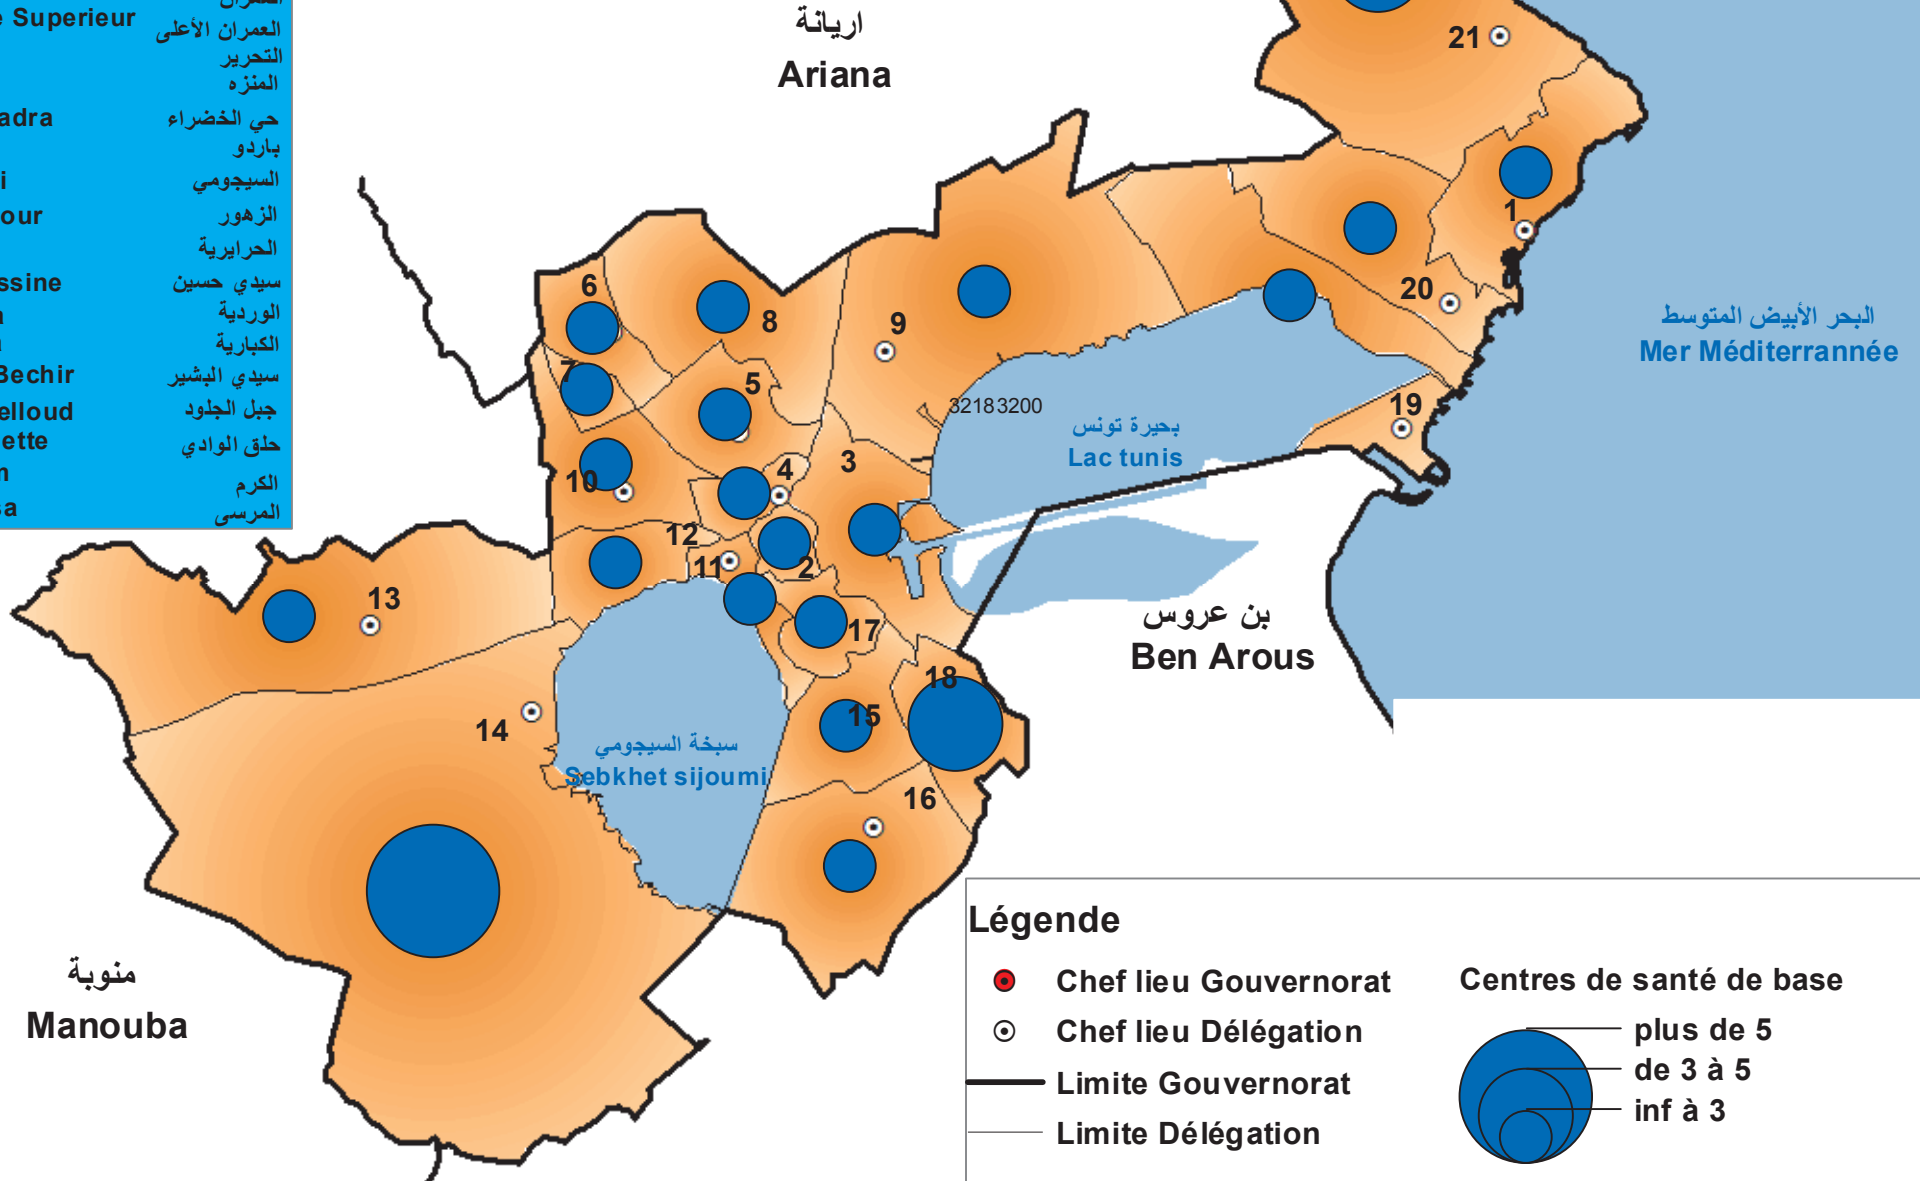 e Superieur
العمران الأعلى
التحرير
المنزه
adra
حي الخضراء
باردو
i
السيجومي
our
الزهور
الحرايرية
ssine
سيدي حسين
a
الوردية
الكبارية
Bechir
سيدي البشير
elloud
جبل الجلود
ette
حلق الوادي
الكرم
sa
المرسى
اريانة
Ariana
21
1
20
19
6
8
9
7
5
32183200
4
3
10
12
11
2
13
17
18
14
15
16
بحيرة تونس
Lac tunis
البحر الأبيض المتوسط
Mer Méditerrannée
بن عروس
Ben Arous
سبخة السيجومي
Sebkhet sijoumi
منوبة
Manouba
Légende
Chef lieu Gouvernorat
Chef lieu Délégation
Limite Gouvernorat
Limite Délégation
Centres de santé de base
plus de 5
de 3 à 5
inf à 3